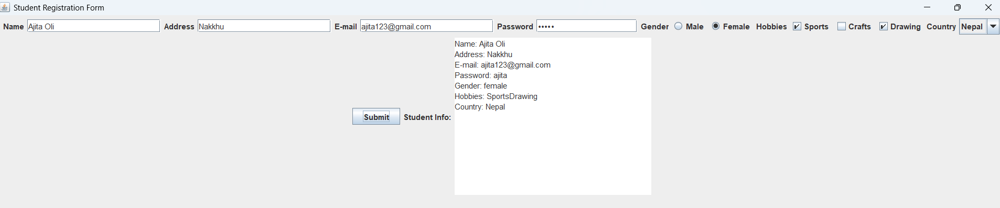 Student Registration Form
Name Ajita Oli Address Nakkhu E-mail ajita123@gmail.com Password ••••• Gender Male Female Hobbies Sports Crafts Drawing Country Nepal
Name: Ajita Oli
Address: Nakkhu
E-mail: ajita123@gmail.com
Password: ajita
Gender: female
Hobbies: SportsDrawing
Country: Nepal
Submit Student Info: